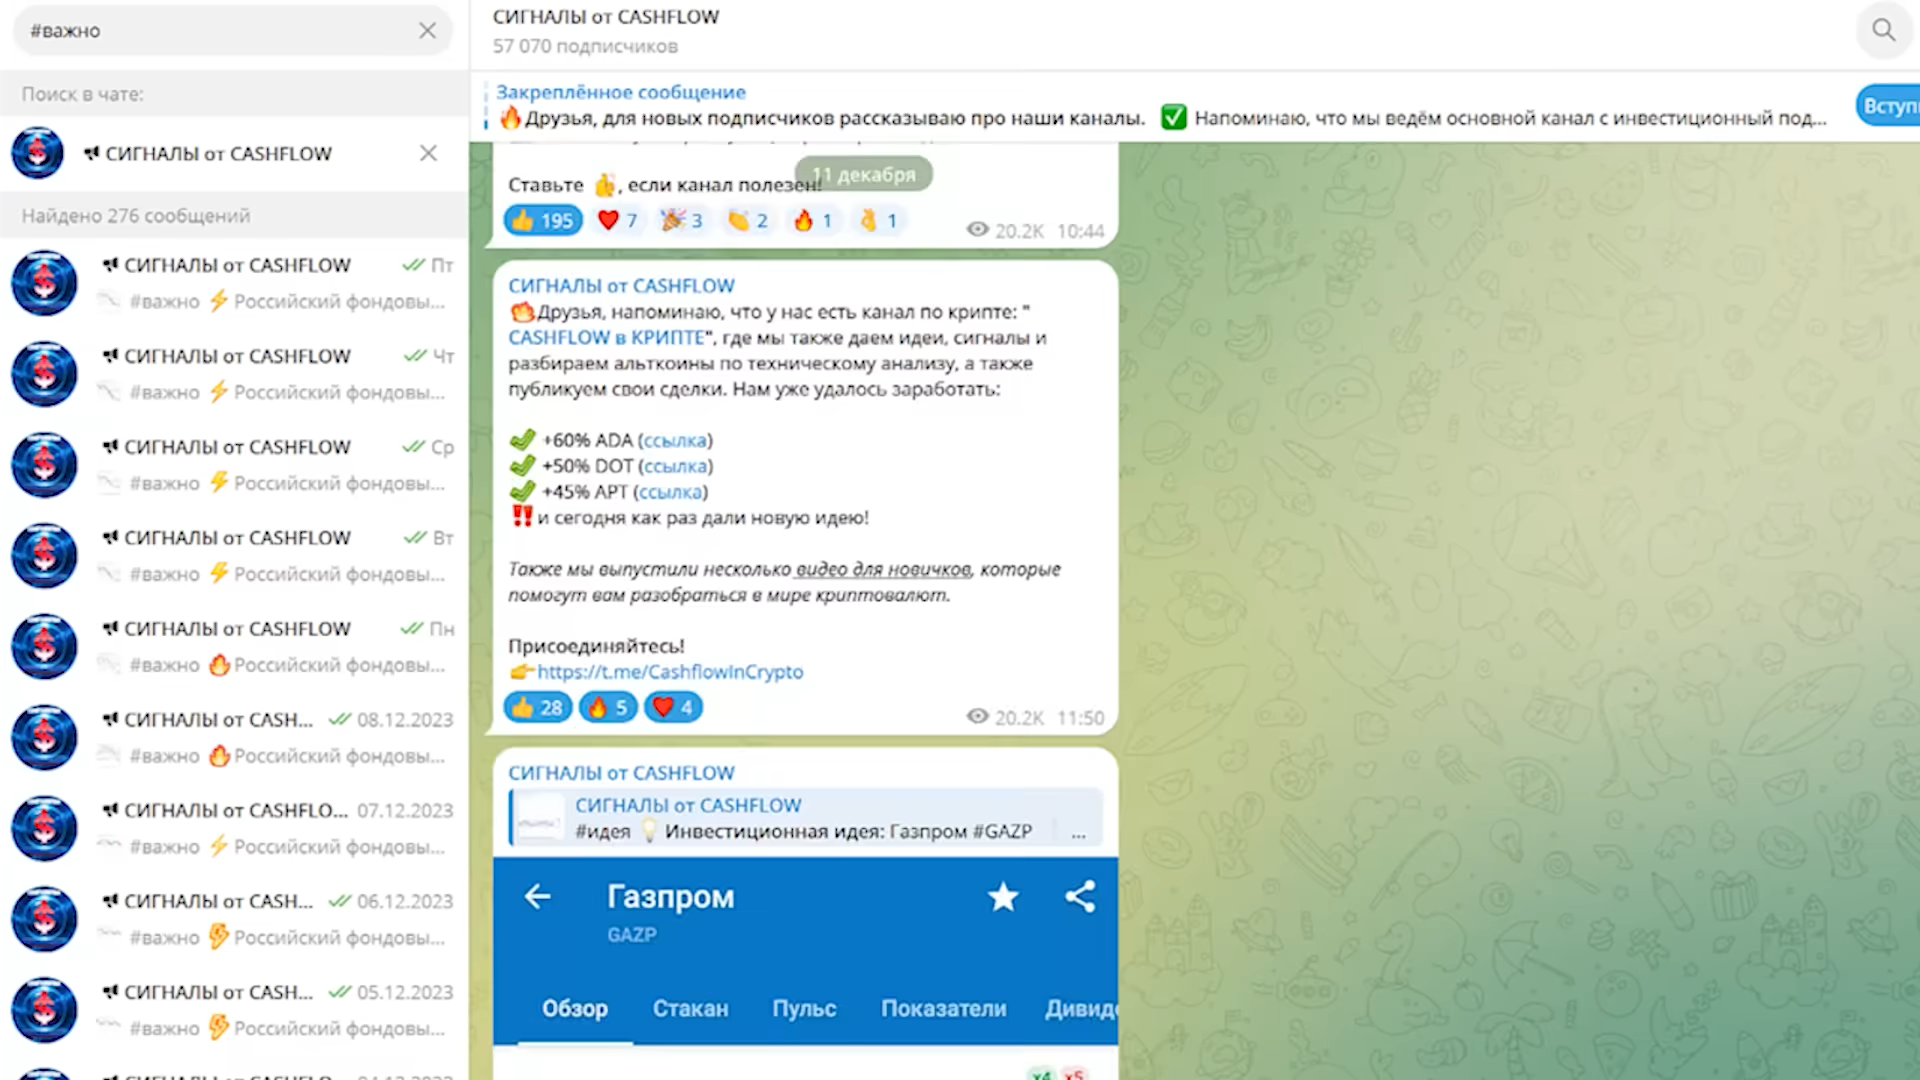 #важно
Поиск в чате:
СИГНАЛЫ от CASHFLOW
Найдено 276 сообщений
СИГНАЛЫ от CASHFLOW Пт
#важно ⚡ Российский фондовы...
СИГНАЛЫ от CASHFLOW Чт
#важно ⚡ Российский фондовы...
СИГНАЛЫ от CASHFLOW Ср
#важно ⚡ Российский фондовы...
СИГНАЛЫ от CASHFLOW Вт
#важно ⚡ Российский фондовы...
СИГНАЛЫ от CASHFLOW Пн
#важно 🔥 Российский фондовы...
СИГНАЛЫ от CASH... 08.12.2023
#важно 🔥 Российский фондовы...
СИГНАЛЫ от CASHFLO... 07.12.2023
#важно ⚡ Российский фондовы...
СИГНАЛЫ от CASH... 06.12.2023
#важно Российский фондовы...
СИГНАЛЫ от CASH... 05.12.2023
#важно Российский фондовы...
СИГНАЛЫ от CASHFLOW
57 070 подписчиков
Закреплённое сообщение
🔥Друзья, для новых подписчиков рассказываю про наши каналы. ✅ Напоминаю, что мы ведём основной канал с инвестиционный под...
Вступи
11 декабря
Ставьте 👍, если канал полезен!
👍 195 ❤ 7 🎉 3 👏 2 🔥 1 👌 1
20.2K 10:44
СИГНАЛЫ от CASHFLOW
🔥Друзья, напоминаю, что у нас есть канал по крипте: "
CASHFLOW в КРИПТЕ", где мы также даем идеи, сигналы и
разбираем альткоины по техническому анализу, а также
публикуем свои сделки. Нам уже удалось заработать:
+60% ADA (ссылка)
+50% DOT (ссылка)
+45% APT (ссылка)
‼и сегодня как раз дали новую идею!
Также мы выпустили несколько видео для новичков, которые
помогут вам разобраться в мире криптовалют.
Присоединяйтесь!
👉https://t.me/CashflowInCrypto
👍 28 🔥 5 ❤ 4
20.2K 11:50
СИГНАЛЫ от CASHFLOW
СИГНАЛЫ от CASHFLOW
#идея 💡 Инвестиционная идея: Газпром #GAZP ...
Газпром
GAZP
Обзор Стакан Пульс Показатели Дивиде
x4 x5